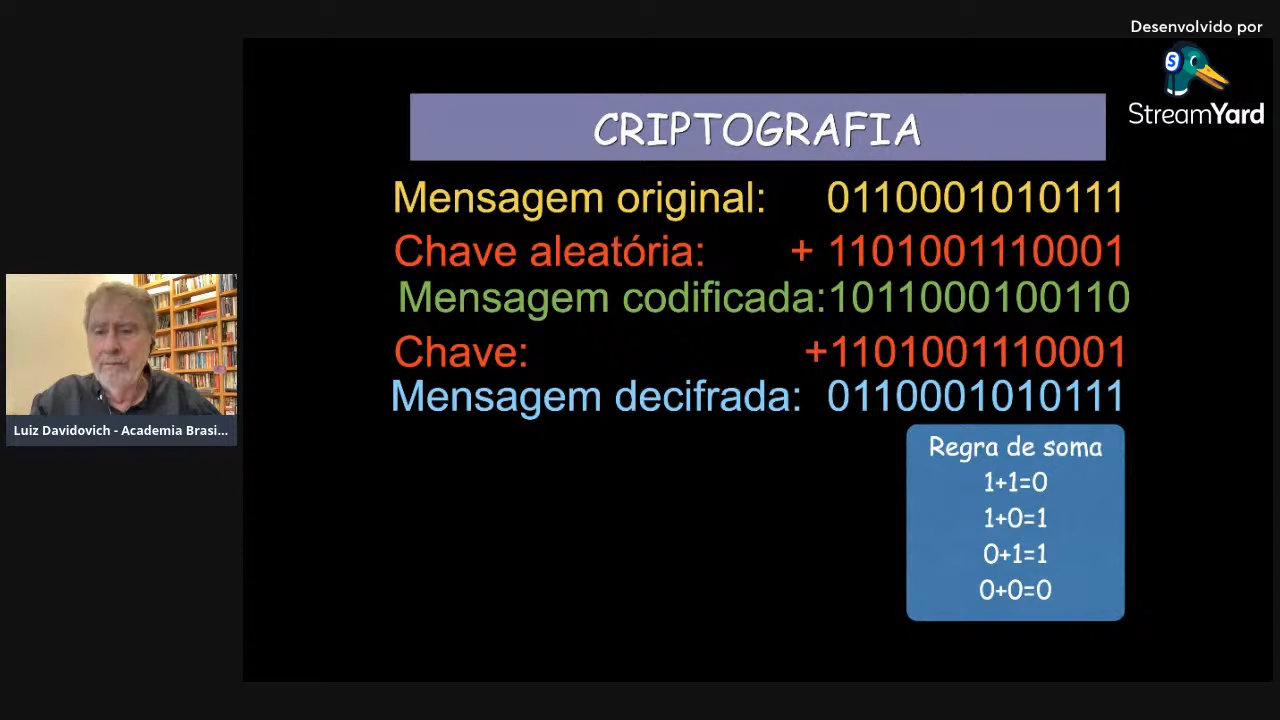 Desenvolvido por
StreamYard
CRIPTOGRAFIA
Mensagem original: 0110001010111
Chave aleatória: + 1101001110001
Mensagem codificada:1011000100110
Chave: +1101001110001
Mensagem decifrada: 0110001010111
Luiz Davidovich - Academia Brasi...
Regra de soma
1+1=0
1+0=1
0+1=1
0+0=0